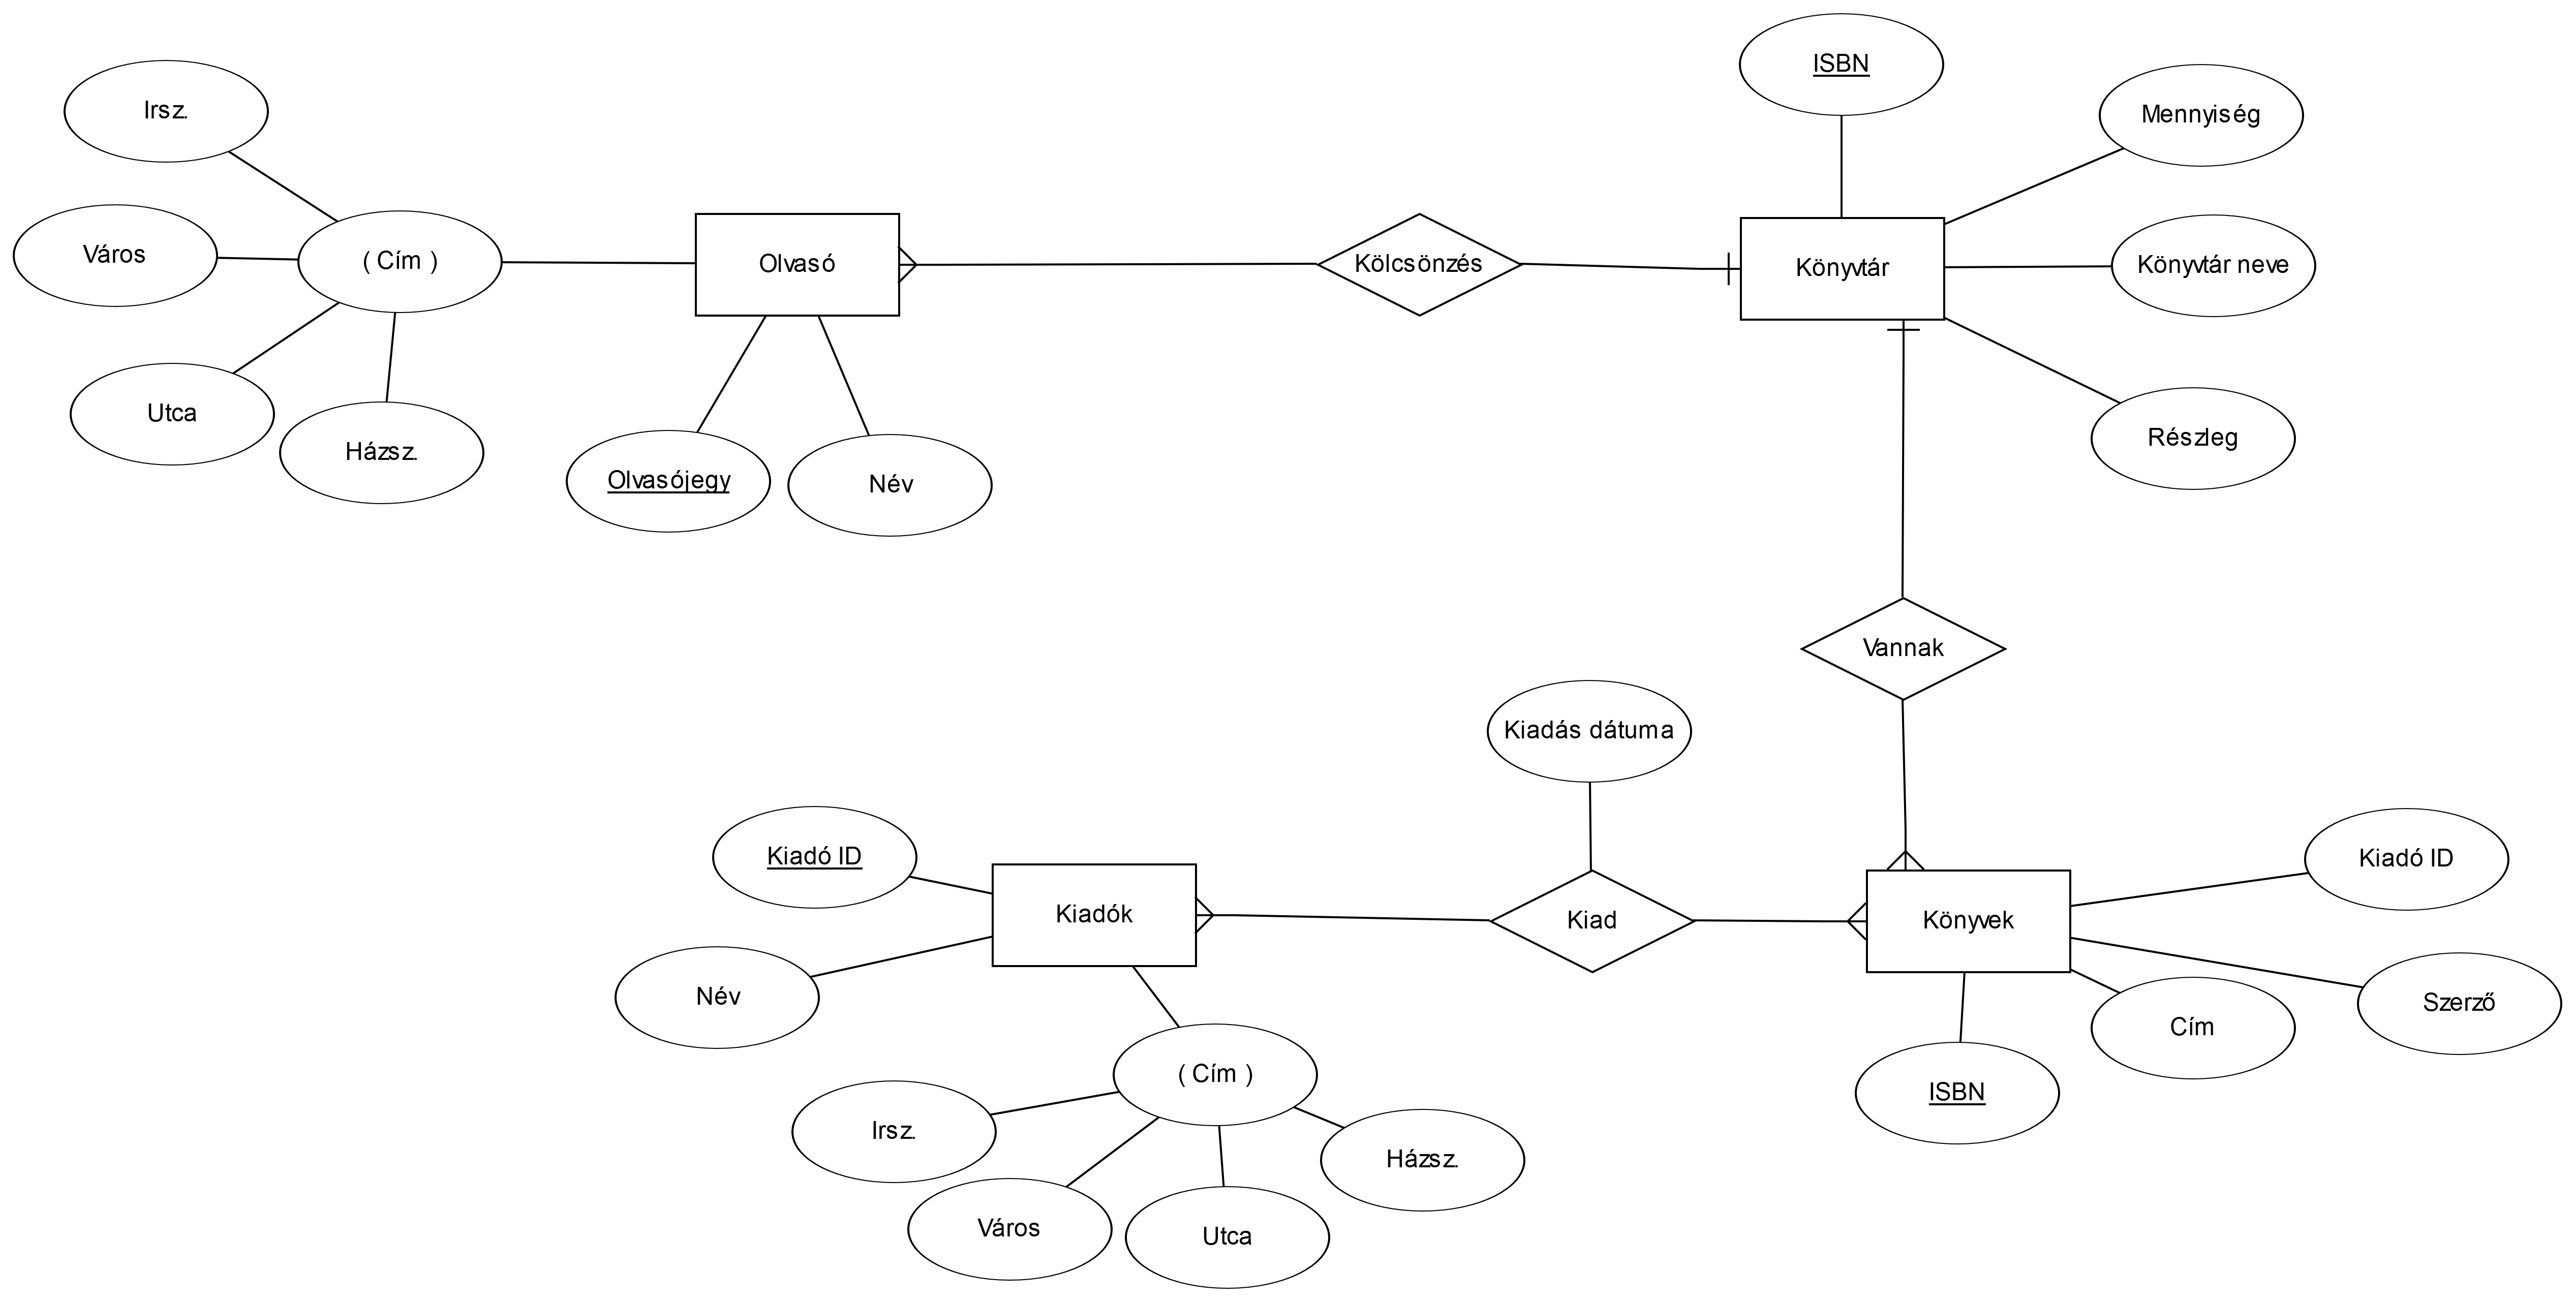 ISBN
Irsz.
Mennyiség
Város
( Cím )
Olvasó
Kölcsönzés
Könyvtár
Könyvtár neve
Utca
Házsz.
Olvasójegy
Név
Részleg
Vannak
Kiadás dátuma
Kiadó ID
Kiadók
Kiad
Könyvek
Kiadó ID
Név
Szerző
Cím
( Cím )
ISBN
Irsz.
Házsz.
Város
Utca